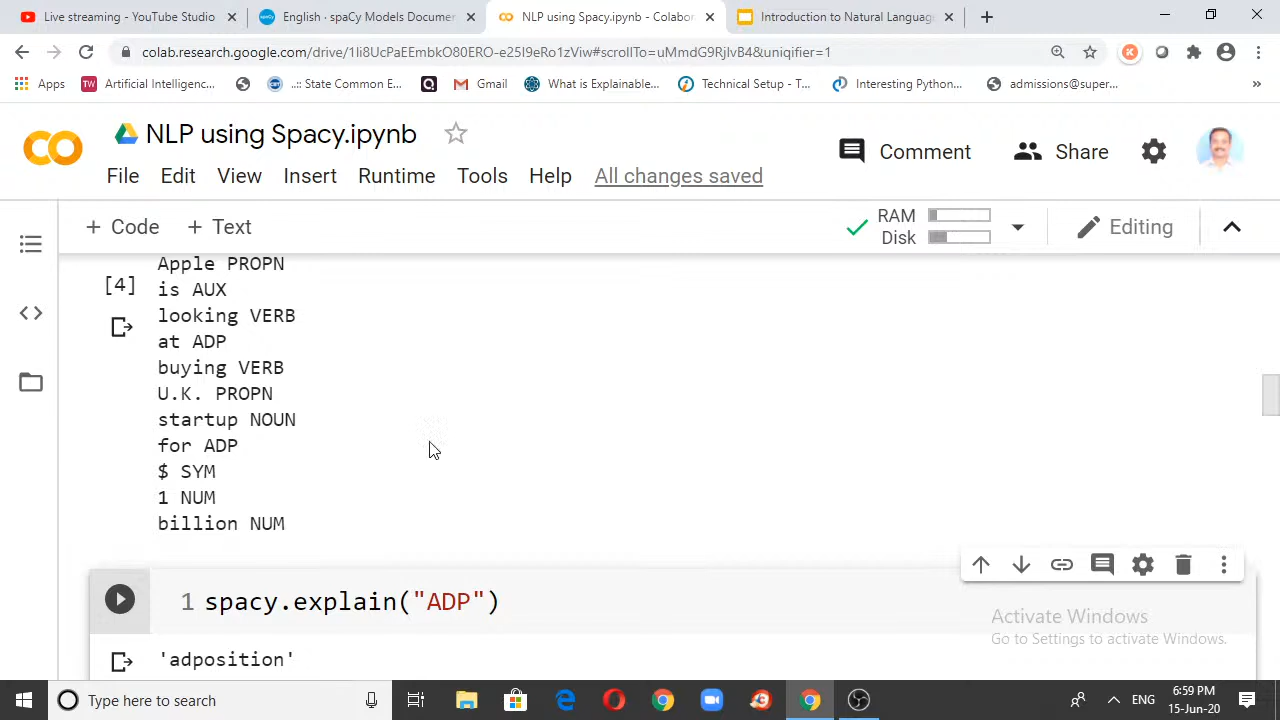 Live streaming - YouTube Studio
English · spaCy Models Documen
NLP using Spacy.ipynb - Colabor
Introduction to Natural Languag
colab.research.google.com/drive/1li8UcPaEEmbkO80ERO-e25I9eRo1zViw#scrollTo=uMmdG9RjIvB4&uniqifier=1
Apps
TW
Artificial Intelligenc...
..:: State Common E...
Gmail
What is Explainable...
Technical Setup - T...
Interesting Python...
admissions@super...
»
NLP using Spacy.ipynb
Comment
Share
File Edit View Insert Runtime Tools Help All changes saved
+ Code + Text
RAM
Disk
Editing
Apple PROPN
[4]
is AUX
looking VERB
at ADP
buying VERB
U.K. PROPN
startup NOUN
for ADP
$ SYM
1 NUM
billion NUM
1 spacy.explain("ADP")
Activate Windows
Go to Settings to activate Windows.
'adposition'
Type here to search
ENG
6:59 PM
15-Jun-20